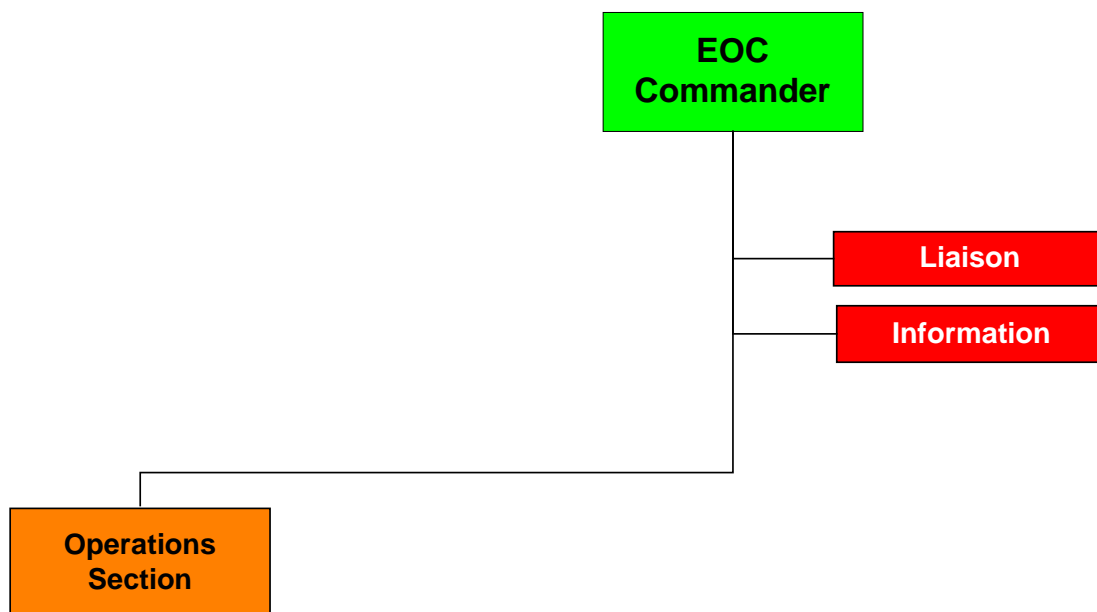 EOC
Commander
Liaison
Information
Operations
Section